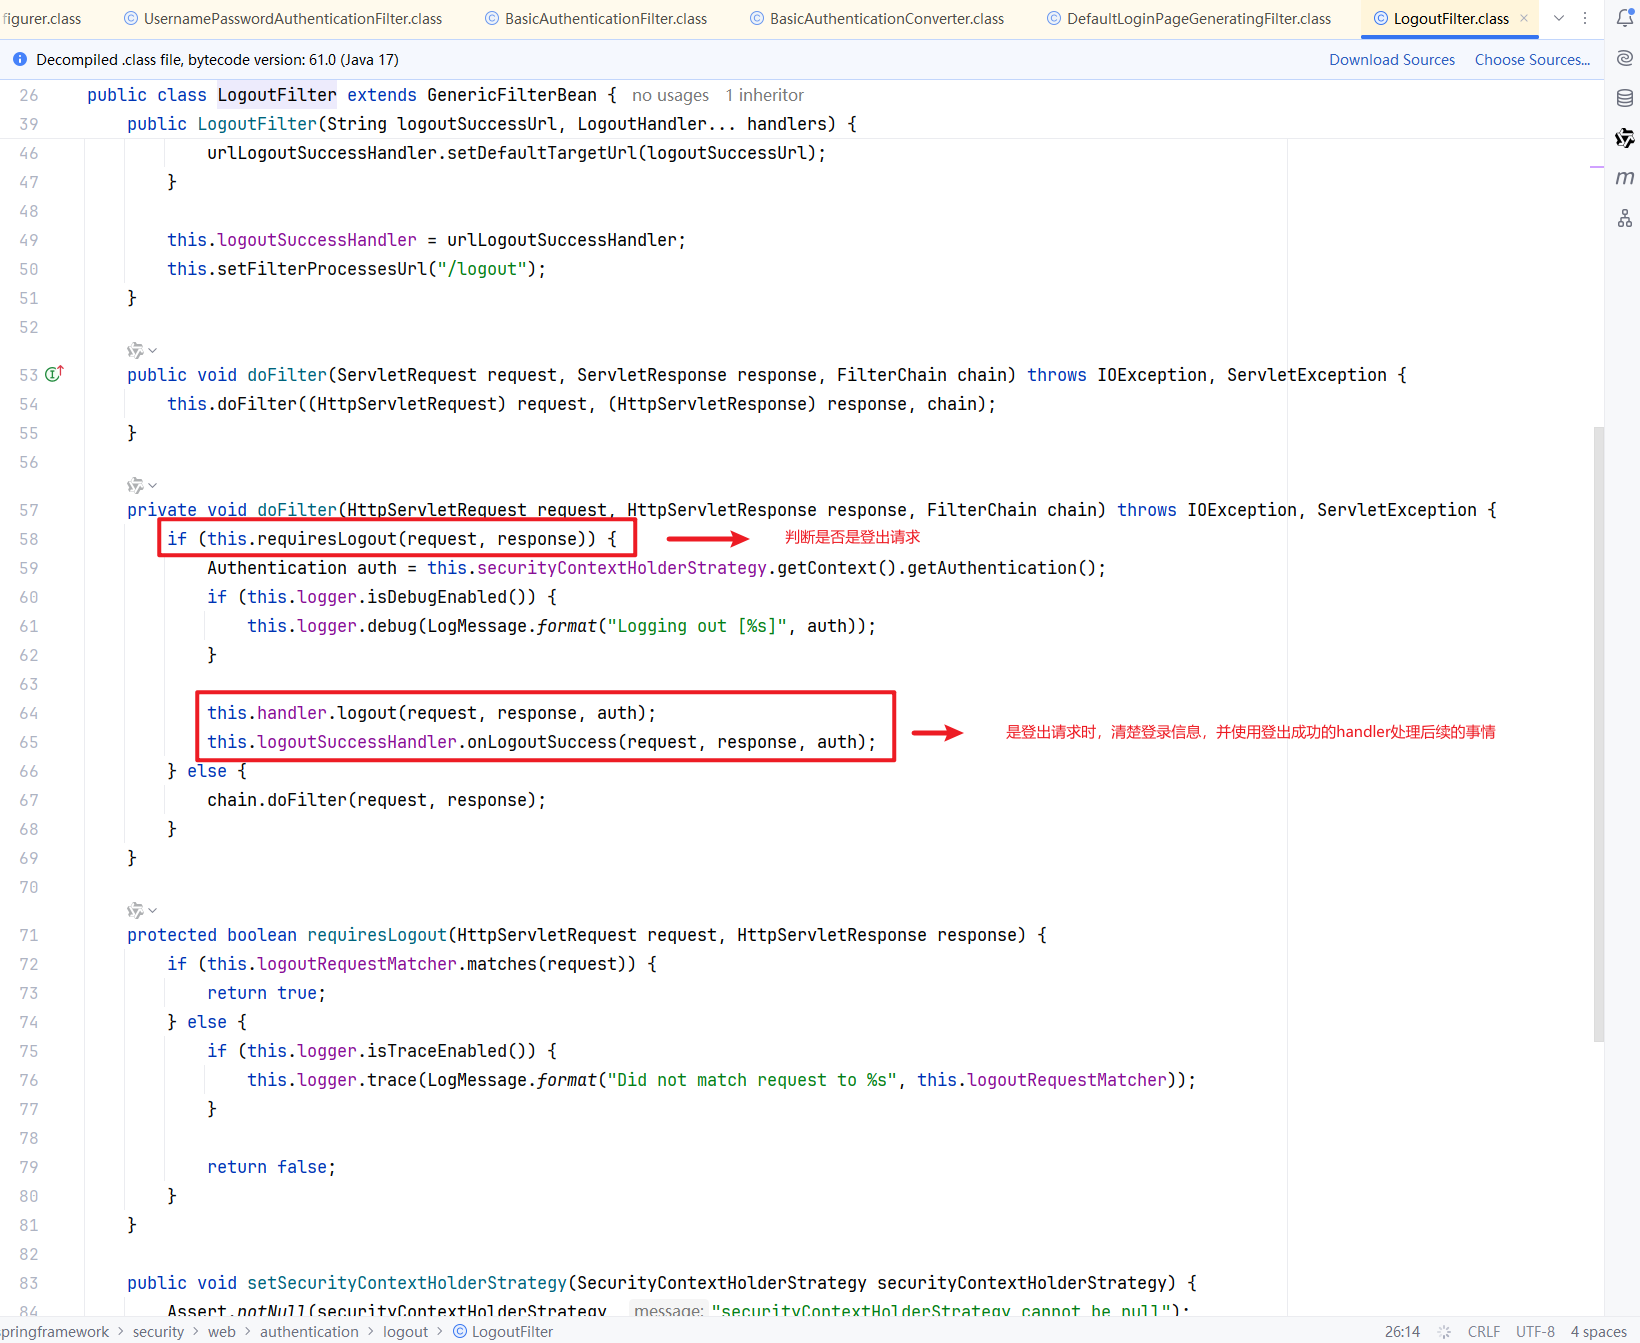 figurer.class UsernamePasswordAuthenticationFilter.class BasicAuthenticationFilter.class BasicAuthenticationConverter.class DefaultLoginPageGeneratingFilter.class LogoutFilter.class
Decompiled .class file, bytecode version: 61.0 (Java 17) Download Sources Choose Sources...
26 public class LogoutFilter extends GenericFilterBean { no usages 1 inheritor
39 public LogoutFilter(String logoutSuccessUrl, LogoutHandler... handlers) {
46 urlLogoutSuccessHandler.setDefaultTargetUrl(logoutSuccessUrl);
47 }
48
49 this.logoutSuccessHandler = urlLogoutSuccessHandler;
50 this.setFilterProcessesUrl("/logout");
51 }
52
53 public void doFilter(ServletRequest request, ServletResponse response, FilterChain chain) throws IOException, ServletException {
54 this.doFilter((HttpServletRequest) request, (HttpServletResponse) response, chain);
55 }
56
57 private void doFilter(HttpServletRequest request, HttpServletResponse response, FilterChain chain) throws IOException, ServletException {
58 if (this.requiresLogout(request, response)) { 判断是否是登出请求
59 Authentication auth = this.securityContextHolderStrategy.getContext().getAuthentication();
60 if (this.logger.isDebugEnabled()) {
61 this.logger.debug(LogMessage.format("Logging out [%s]", auth));
62 }
63
64 this.handler.logout(request, response, auth);
65 this.logoutSuccessHandler.onLogoutSuccess(request, response, auth); 是登出请求时，清楚登录信息，并使用登出成功的handler处理后续的事情
66 } else {
67 chain.doFilter(request, response);
68 }
69 }
70
71 protected boolean requiresLogout(HttpServletRequest request, HttpServletResponse response) {
72 if (this.logoutRequestMatcher.matches(request)) {
73 return true;
74 } else {
75 if (this.logger.isTraceEnabled()) {
76 this.logger.trace(LogMessage.format("Did not match request to %s", this.logoutRequestMatcher));
77 }
78
79 return false;
80 }
81 }
82
83 public void setSecurityContextHolderStrategy(SecurityContextHolderStrategy securityContextHolderStrategy) {
84 Assert.notNull(securityContextHolderStrategy, message: "securityContextHolderStrategy cannot be null");
pringframework > security > web > authentication > logout > LogoutFilter 26:14 CRLF UTF-8 4 spaces